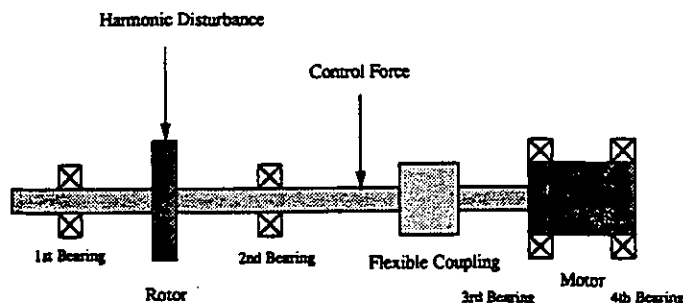 Harmonic Disturbance
Control Force
1st Bearing
2nd Bearing
Flexible Coupling
Motor
Rotor
3rd Bearing
4th Bearing